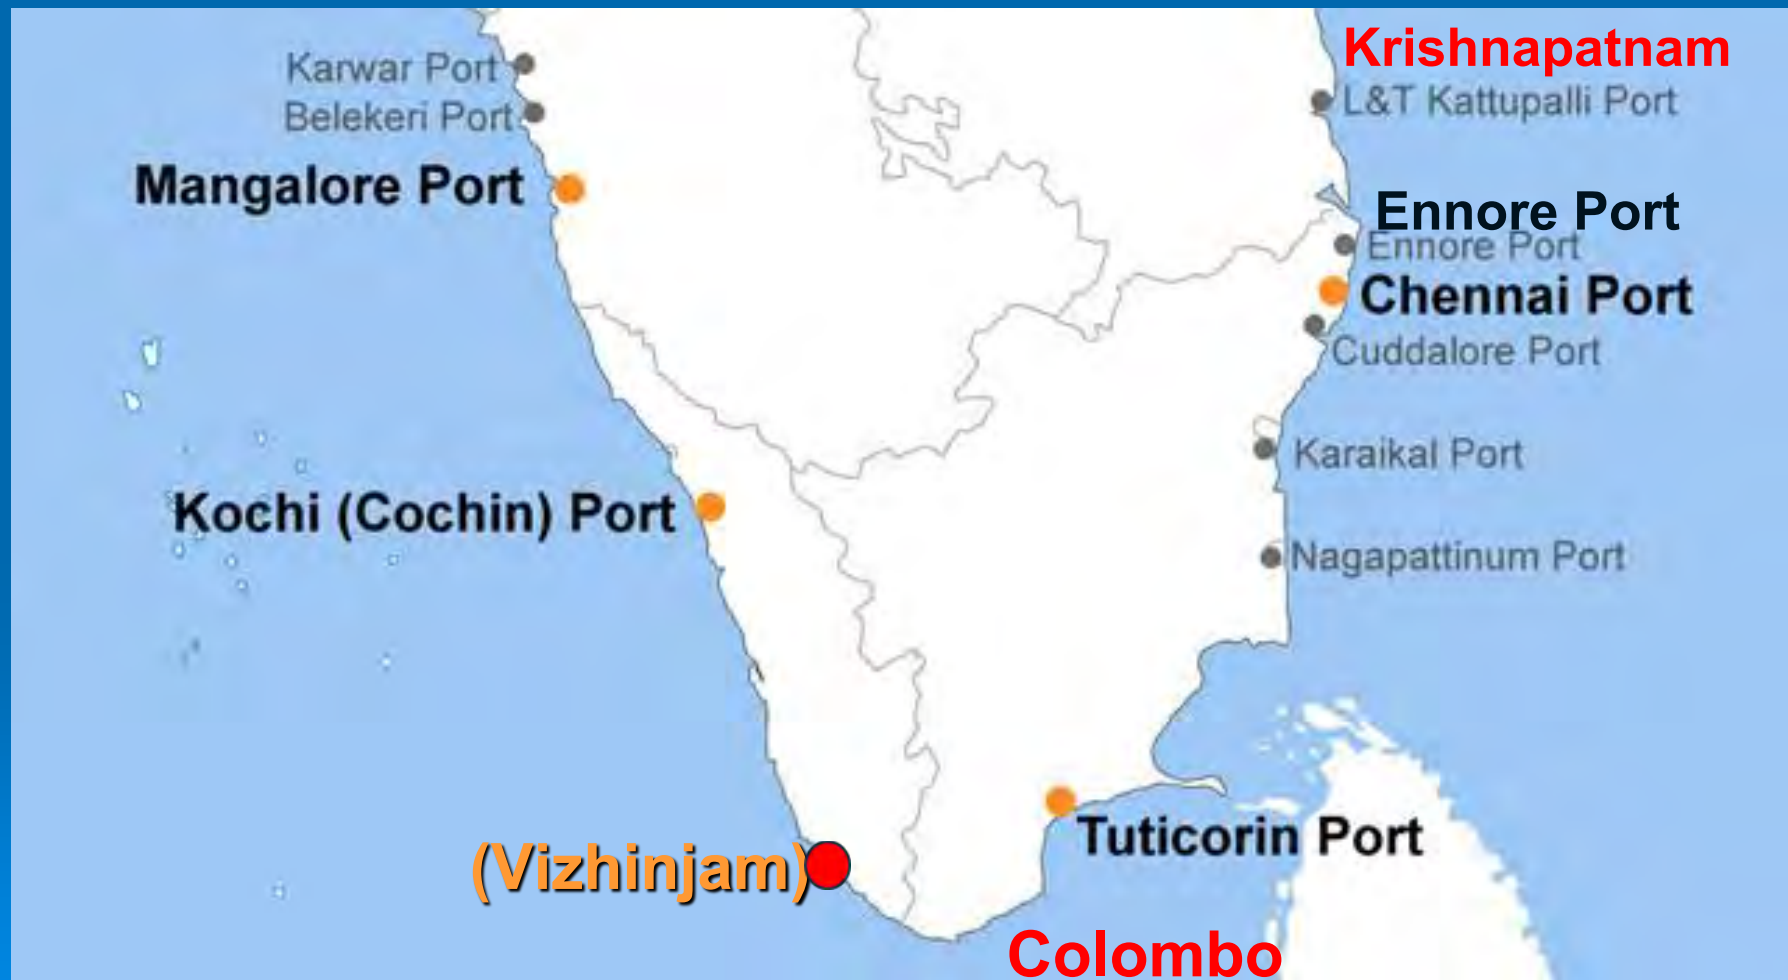 Krishnapatnam
Karwar Port
L&T Kattupalli Port
Belekeri Port
Mangalore Port
Ennore Port
Ennore Port
Chennai Port
Cuddalore Port
Karaikal Port
Kochi (Cochin) Port
Nagapattinum Port
Tuticorin Port
(Vizhinjam)
Colombo